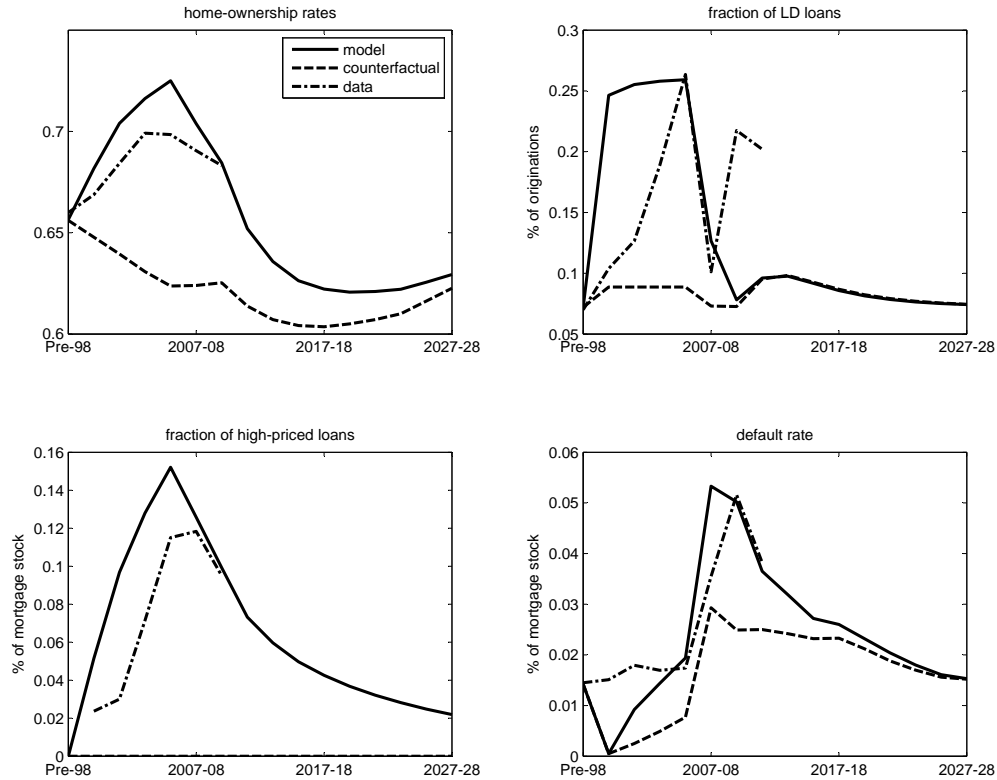 home-ownership rates
model
counterfactual
data
0.7
0.65
0.6
Pre-98 2007-08 2017-18 2027-28
fraction of LD loans
% of originations
0.3
0.25
0.2
0.15
0.1
0.05
Pre-98 2007-08 2017-18 2027-28
fraction of high-priced loans
% of mortgage stock
0.16
0.14
0.12
0.1
0.08
0.06
0.04
0.02
0
Pre-98 2007-08 2017-18 2027-28
default rate
% of mortgage stock
0.06
0.05
0.04
0.03
0.02
0.01
0
Pre-98 2007-08 2017-18 2027-28